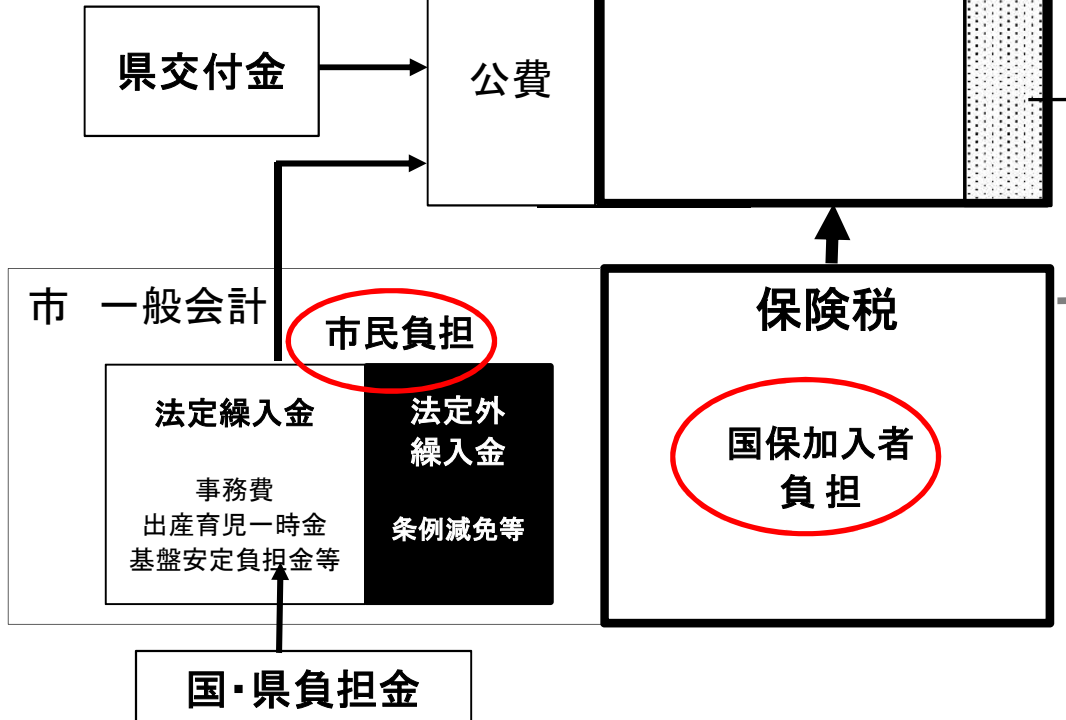 県交付金
公費
市　一般会計
市民負担
保険税
法定繰入金
事務費
出産育児一時金
基盤安定負担金等
法定外
繰入金
条例減免等
国保加入者
負 担
国・県負担金